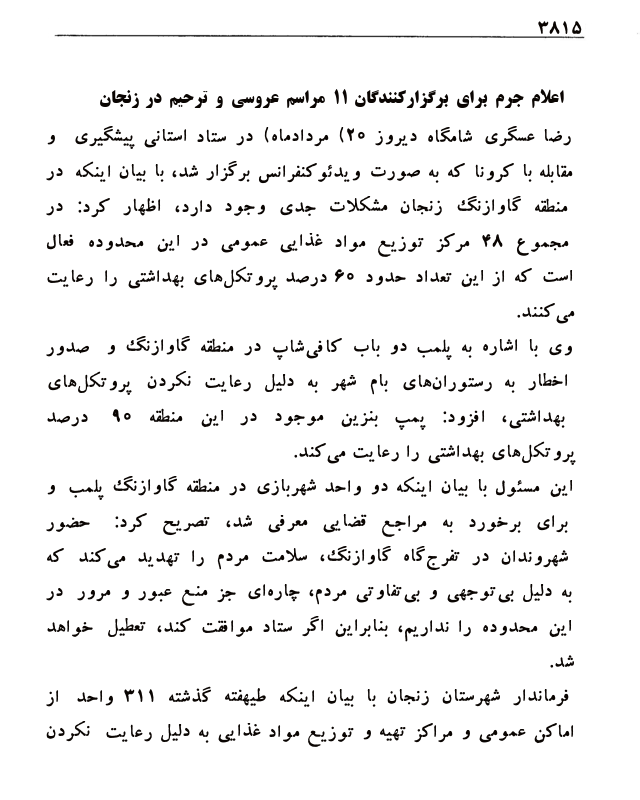 ۳۸۱۵
اعلام جرم برای برگزارکنندگان ۱۱ مراسم عروسی و ترحیم در زنجان
رضا عسگری شامگاه دیروز ۲۰) مردادماه) در ستاد استانی پیشگیری و
مقابله با کرونا که به صورت ویدئوکنفرانس برگزار شد، با بیان اینکه در
منطقه گاوازنگ زنجان مشکلات جدی وجود دارد، اظهار کرد: در
مجموع ۴۸ مرکز توزیع مواد غذایی عمومی در این محدوده فعال
است که از این تعداد حدود ۶۰ درصد پروتکل‌های بهداشتی را رعایت
می‌کنند.
وی با اشاره به پلمب دو باب کافی‌شاپ در منطقه گاوازنگ و صدور
اخطار به رستوران‌های بام شهر به دلیل رعایت نکردن پروتکل‌های
بهداشتی، افزود: پمپ بنزین موجود در این منطقه ۹۰ درصد
پروتکل‌های بهداشتی را رعایت می‌کند.
این مسئول با بیان اینکه دو واحد شهربازی در منطقه گاوازنگ پلمب و
برای برخورد به مراجع قضایی معرفی شد، تصریح کرد: حضور
شهروندان در تفرج‌گاه گاوازنگ، سلامت مردم را تهدید می‌کند که
به دلیل بی‌توجهی و بی‌تفاوتی مردم، چاره‌ای جز منع عبور و مرور در
این محدوده را نداریم، بنابراین اگر ستاد موافقت کند، تعطیل خواهد
شد.
فرماندار شهرستان زنجان با بیان اینکه طیهفته گذشته ۳۱۱ واحد از
اماکن عمومی و مراکز تهیه و توزیع مواد غذایی به دلیل رعایت نکردن